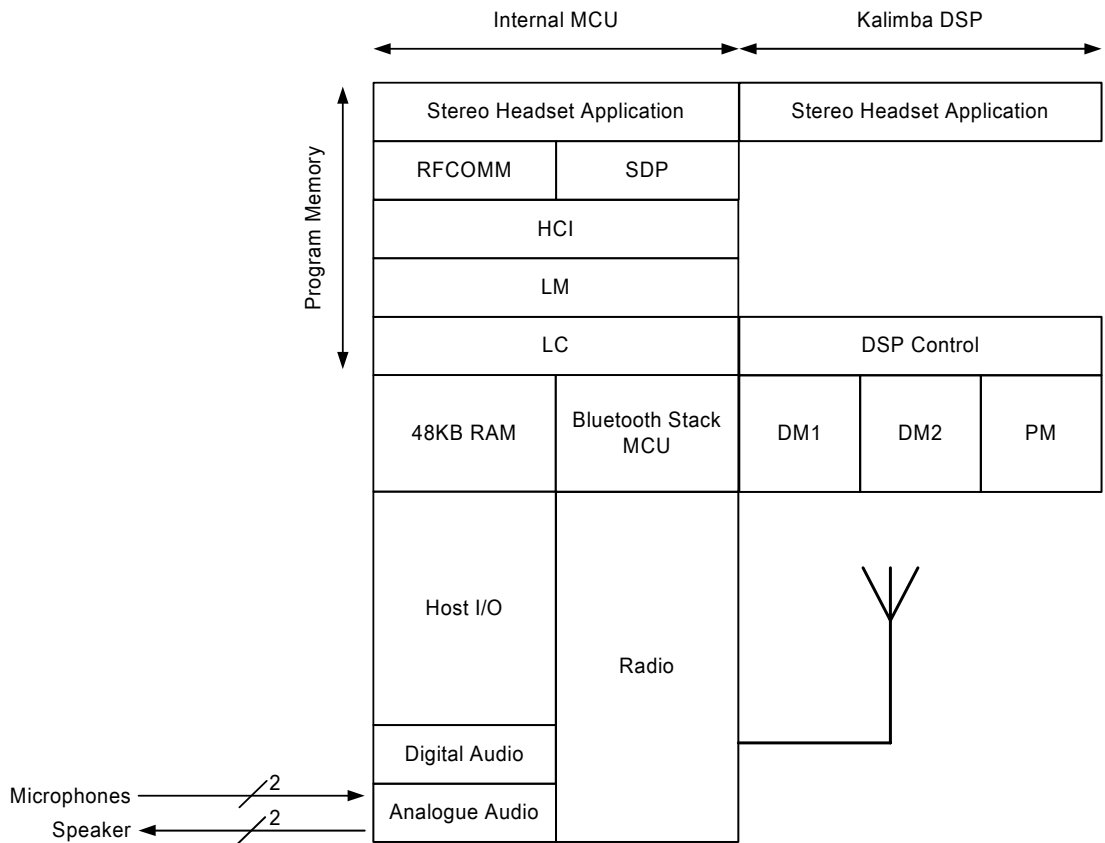 Internal MCU
Kalimba DSP
Program Memory
Stereo Headset Application
Stereo Headset Application
RFCOMM
SDP
HCI
LM
LC
DSP Control
48KB RAM
Bluetooth Stack
MCU
DM1
DM2
PM
Host I/O
Radio
Digital Audio
Microphones
2
Analogue Audio
Speaker
2